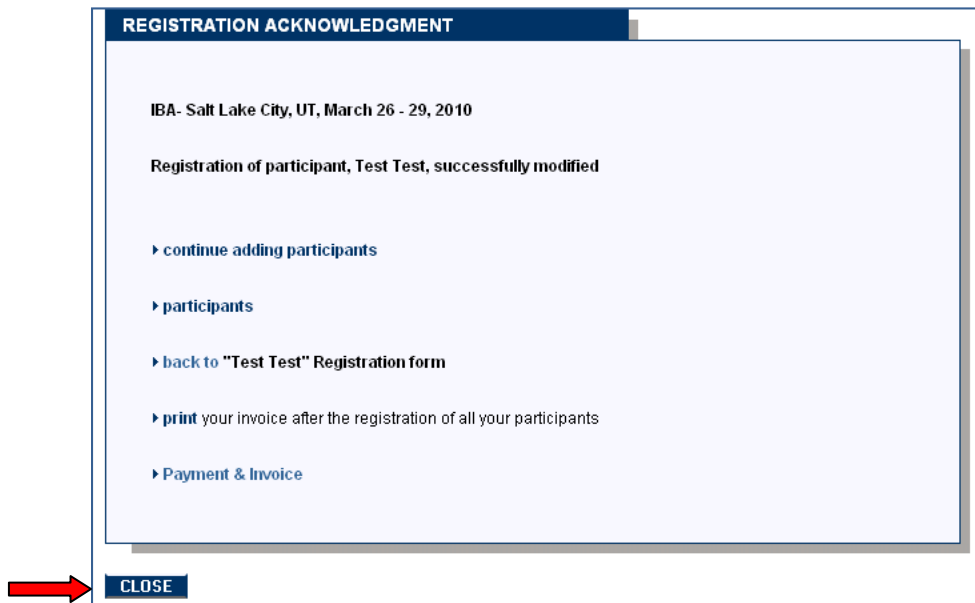 REGISTRATION ACKNOWLEDGMENT
IBA- Salt Lake City, UT, March 26 - 29, 2010
Registration of participant, Test Test, successfully modified
continue adding participants
participants
back to "Test Test" Registration form
print your invoice after the registration of all your participants
Payment & Invoice
CLOSE